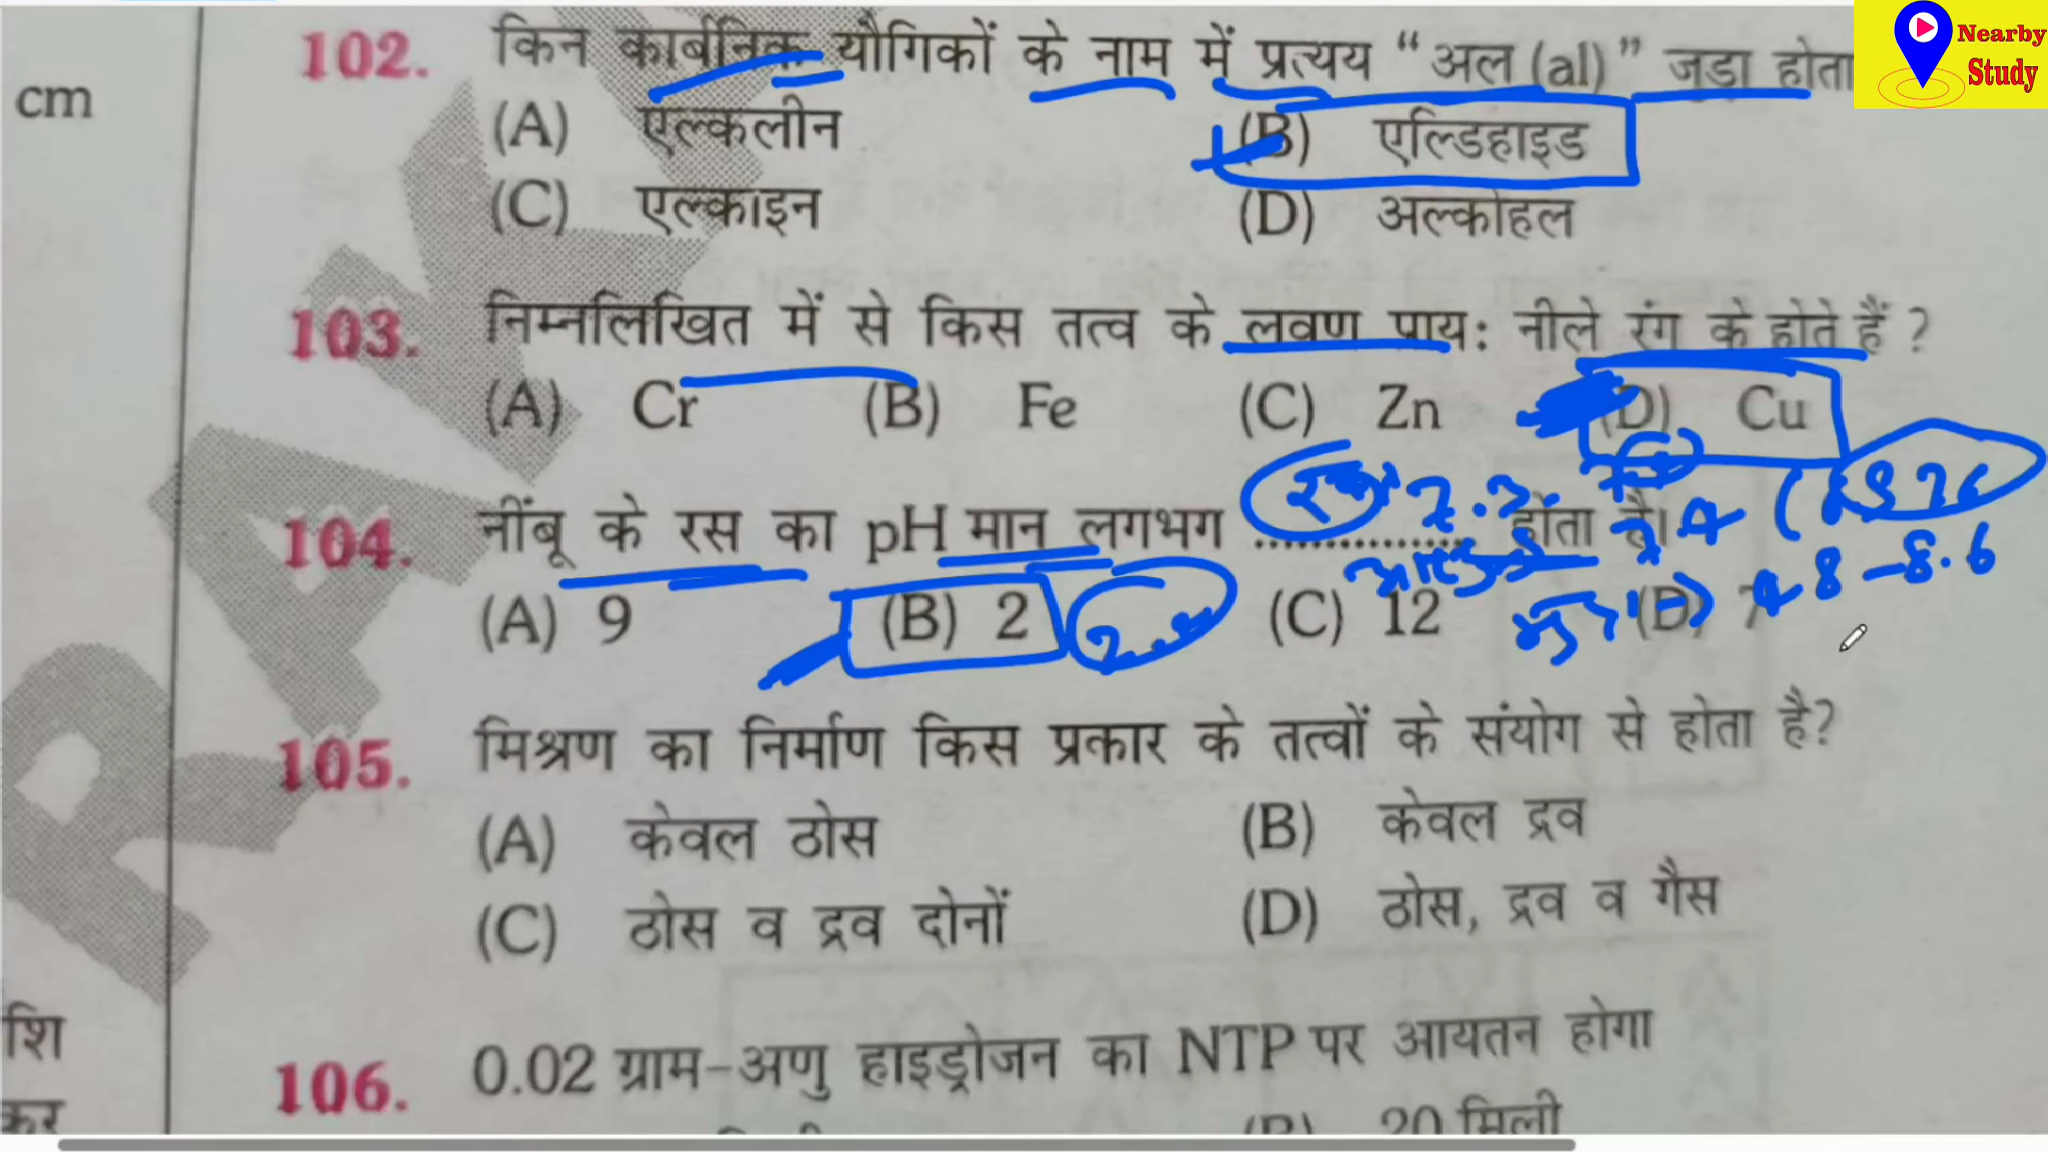 Nearby
Study
cm
102. किन कार्बनिक यौगिकों के नाम में प्रत्यय “अल (al)” जुडा होता
(A) एल्कलीन (B) एल्डिहाइड
(C) एल्काइन (D) अल्कोहल
103. निम्नलिखित में से किस तत्व के लवण प्राय: नीले रंग के होते हैं ?
(A) Cr (B) Fe (C) Zn (D) Cu
104. नींबू के रस का pH मान लगभग .............. होता है।
(A) 9 (B) 2 (C) 12 (D) 7
8-8.6
105. मिश्रण का निर्माण किस प्रकार के तत्वों के संयोग से होता है?
(A) केवल ठोस (B) केवल द्रव
(C) ठोस व द्रव दोनों (D) ठोस, द्रव व गैस
शि
106. 0.02 ग्राम-अणु हाइड्रोजन का NTP पर आयतन होगा
कर
(B) 20 मिली